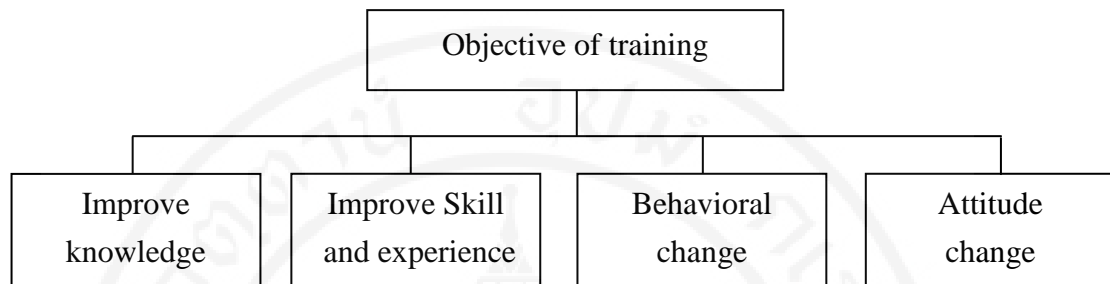 Objective of training
Improve
knowledge
Improve Skill
and experience
Behavioral
change
Attitude
change